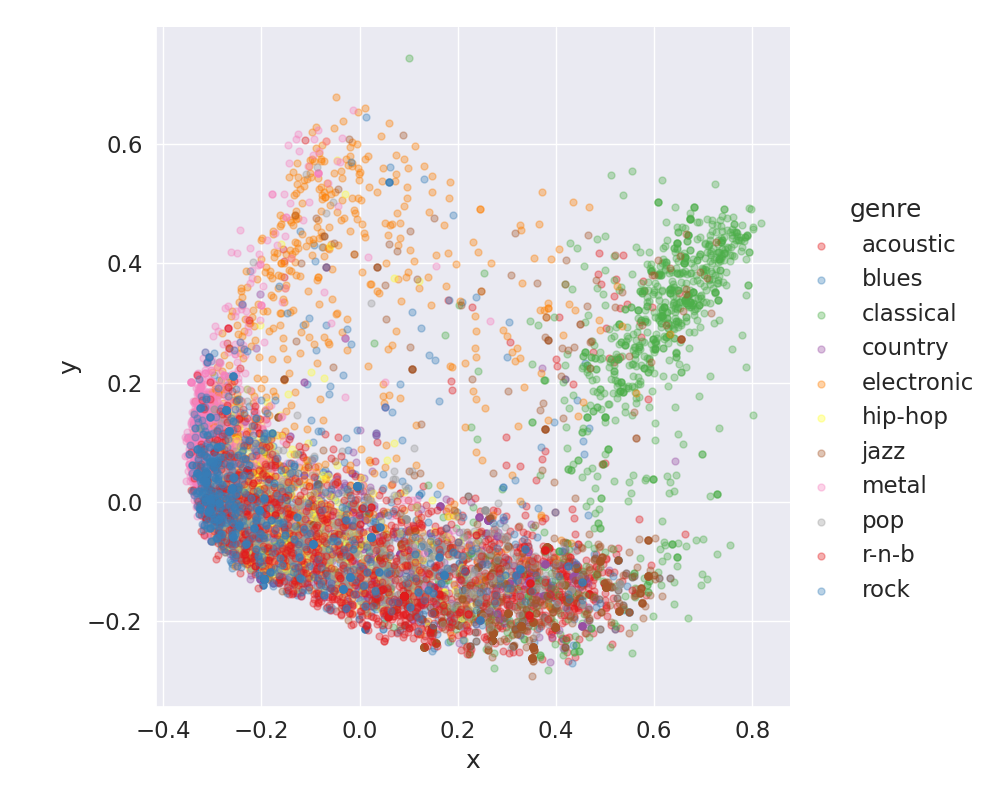 0.6
0.4
0.2
0.0
−0.2
y
−0.4
−0.2
0.0
0.2
0.4
0.6
0.8
x
genre
acoustic
blues
classical
country
electronic
hip-hop
jazz
metal
pop
r-n-b
rock